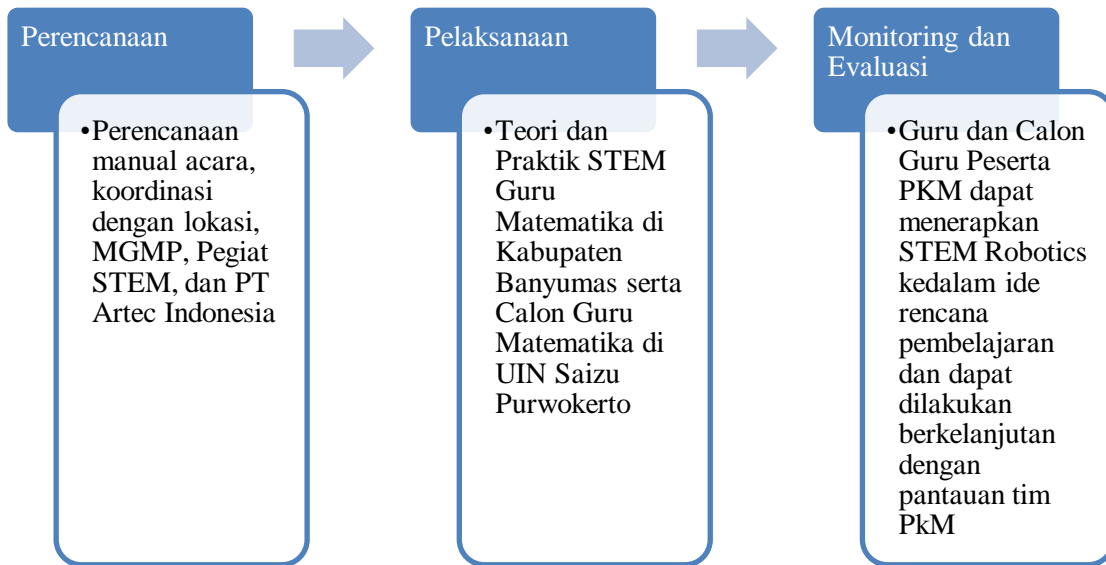 Perencanaan
•Perencanaan
manual acara,
koordinasi
dengan lokasi,
MGMP, Pegiat
STEM, dan PT
Artec Indonesia
Pelaksanaan
•Teori dan
Praktik STEM
Guru
Matematika di
Kabupaten
Banyumas serta
Calon Guru
Matematika di
UIN Saizu
Purwokerto
Monitoring dan
Evaluasi
•Guru dan Calon
Guru Peserta
PKM dapat
menerapkan
STEM Robotics
kedalam ide
rencana
pembelajaran
dan dapat
dilakukan
berkelanjutan
dengan
pantauan tim
PkM